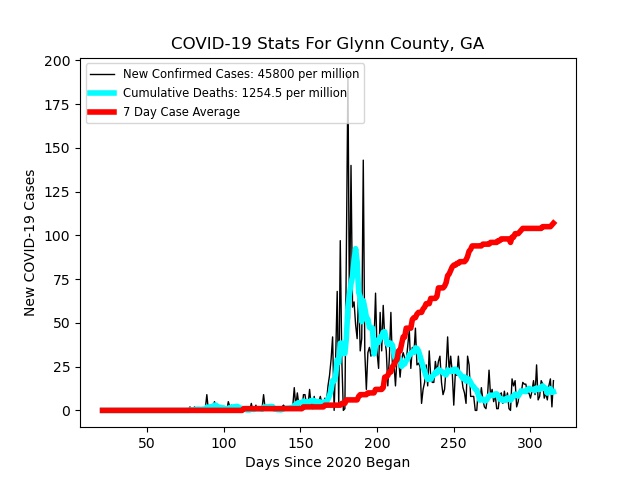 COVID-19 Stats For Glynn County, GA
New Confirmed Cases: 45800 per million
Cumulative Deaths: 1254.5 per million
7 Day Case Average
200
175
150
125
100
75
50
25
0
New COVID-19 Cases
50 100 150 200 250 300
Days Since 2020 Began